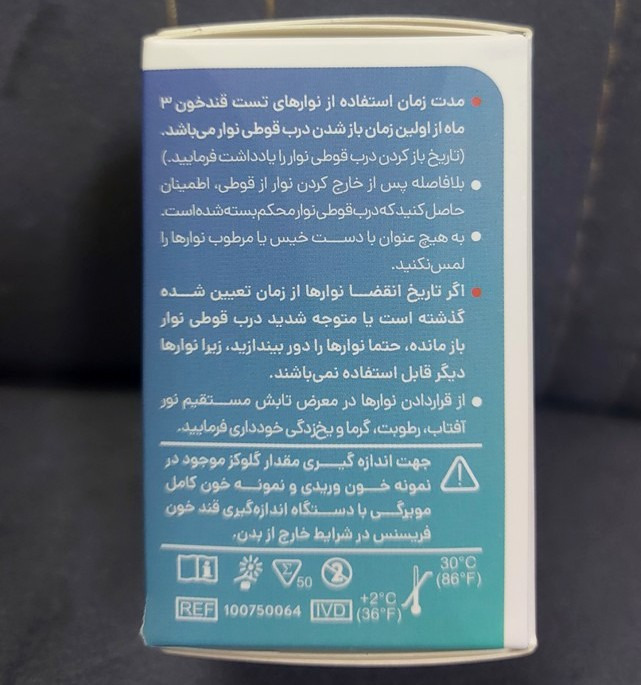 مدت زمان استفاده از نوارهای تست قندخون ۳
ماه از اولین زمان باز شدن درب قوطی نوار می‌باشد.
(تاریخ باز کردن درب قوطی نوار را یادداشت فرمایید.)
بلافاصله پس از خارج کردن نوار از قوطی، اطمینان
حاصل کنید که درب قوطی نوار محکم بسته شده است.
به هیچ عنوان با دست خیس یا مرطوب نوارها را
لمس نکنید.
اگر تاریخ انقضا نوارها از زمان تعیین شده
گذشته است یا متوجه شدید درب قوطی نوار
باز مانده، حتما نوارها را دور بیندازید، زیرا نوارها
دیگر قابل استفاده نمی‌باشند.
از قراردادن نوارها در معرض تابش مستقیم نور
آفتاب، رطوبت، گرما و یخ‌زدگی خودداری فرمایید.
جهت اندازه گیری مقدار گلوکز موجود در
نمونه خون وریدی و نمونه خون کامل
مویرگی با دستگاه اندازه‌گیری قند خون
فریسنس در شرایط خارج از بدن.
Σ 50 2 30°C
(86°F)
REF 100750064 IVD +2°C
(36°F)